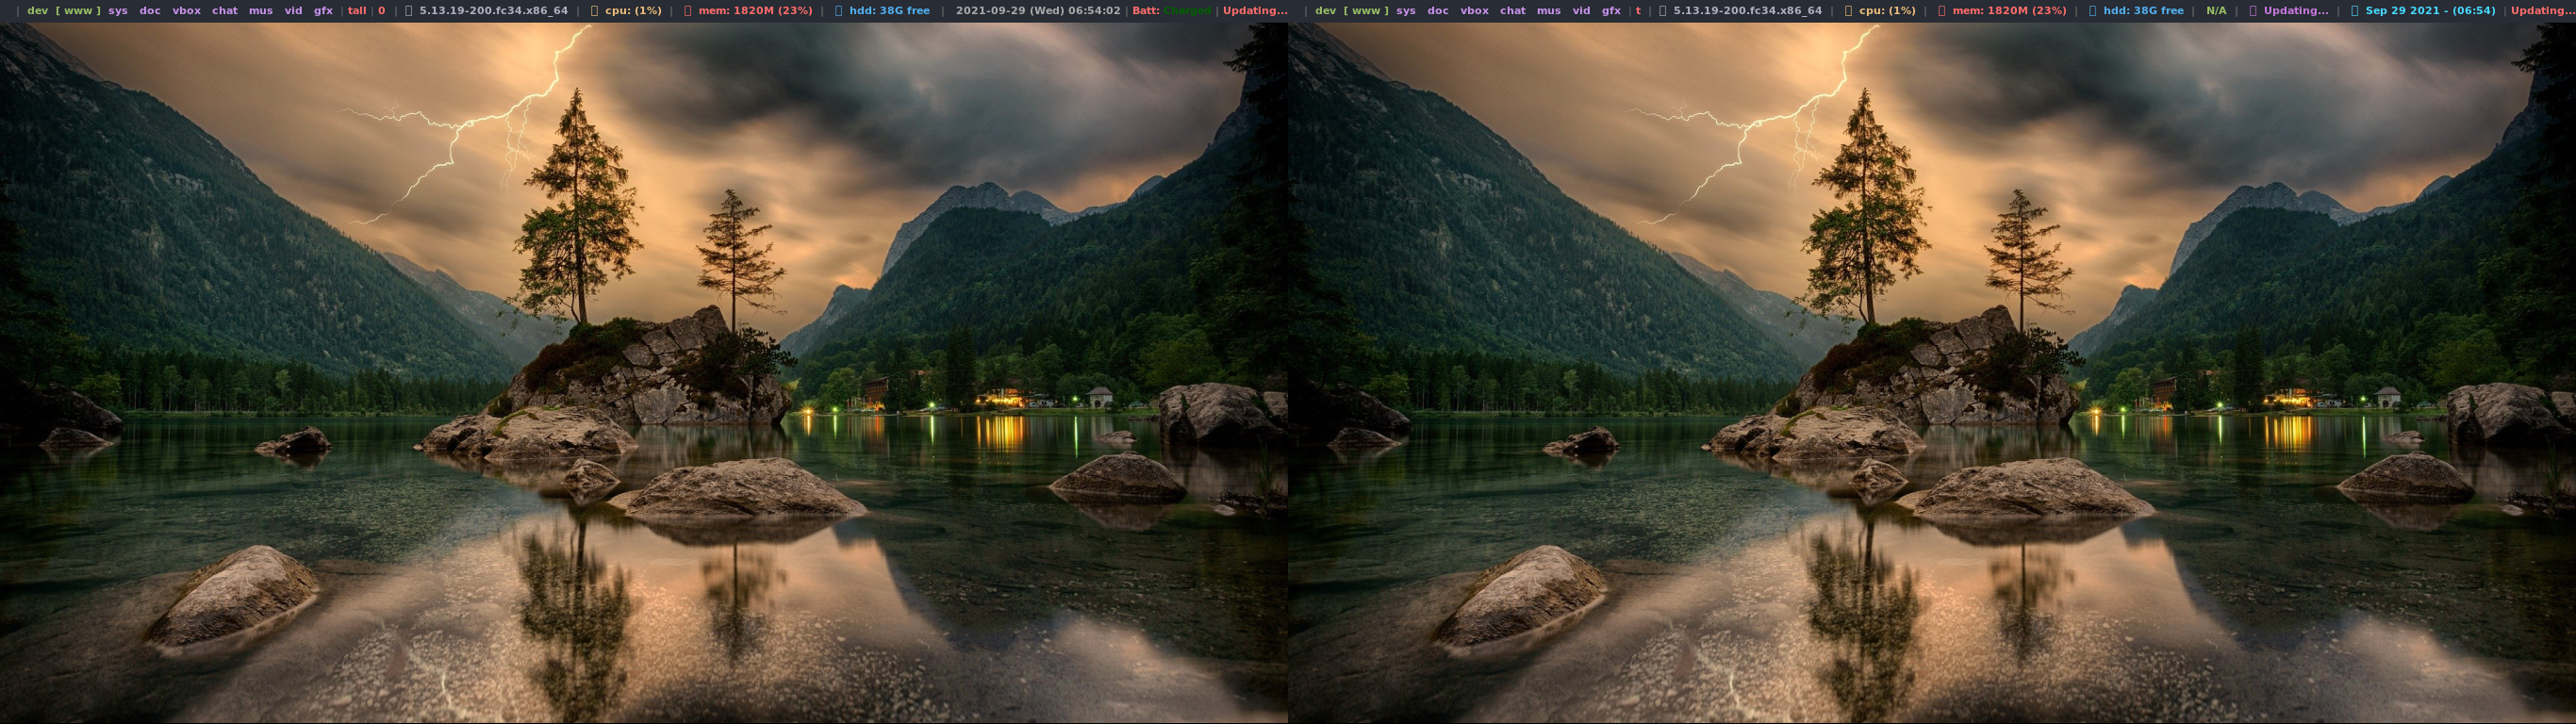 | dev [ www ] sys doc vbox chat mus vid gfx | tall | 0 | 5.13.19-200.fc34.x86_64 | cpu: (1%) | mem: 1820M (23%) | hdd: 38G free | 2021-09-29 (Wed) 06:54:02 | Batt: Charged | Updating...
| dev [ www ] sys doc vbox chat mus vid gfx | t | 5.13.19-200.fc34.x86_64 | cpu: (1%) | mem: 1820M (23%) | hdd: 38G free | N/A | Updating... | Sep 29 2021 - (06:54) | Updating...